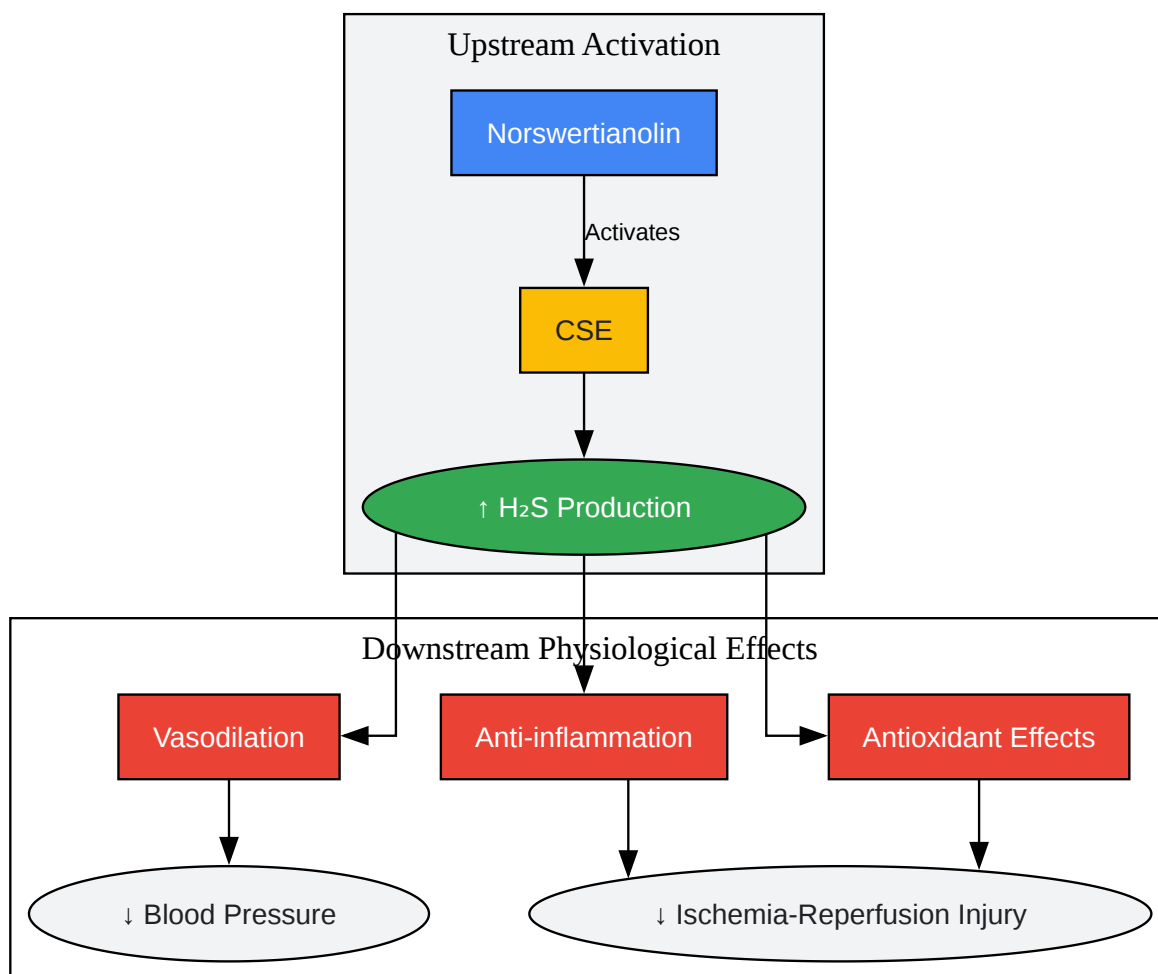 Upstream Activation
Norswertianolin
Activates
CSE
↑ H₂S Production
Downstream Physiological Effects
Vasodilation
Anti-inflammation
Antioxidant Effects
↓ Blood Pressure
↓ Ischemia-Reperfusion Injury